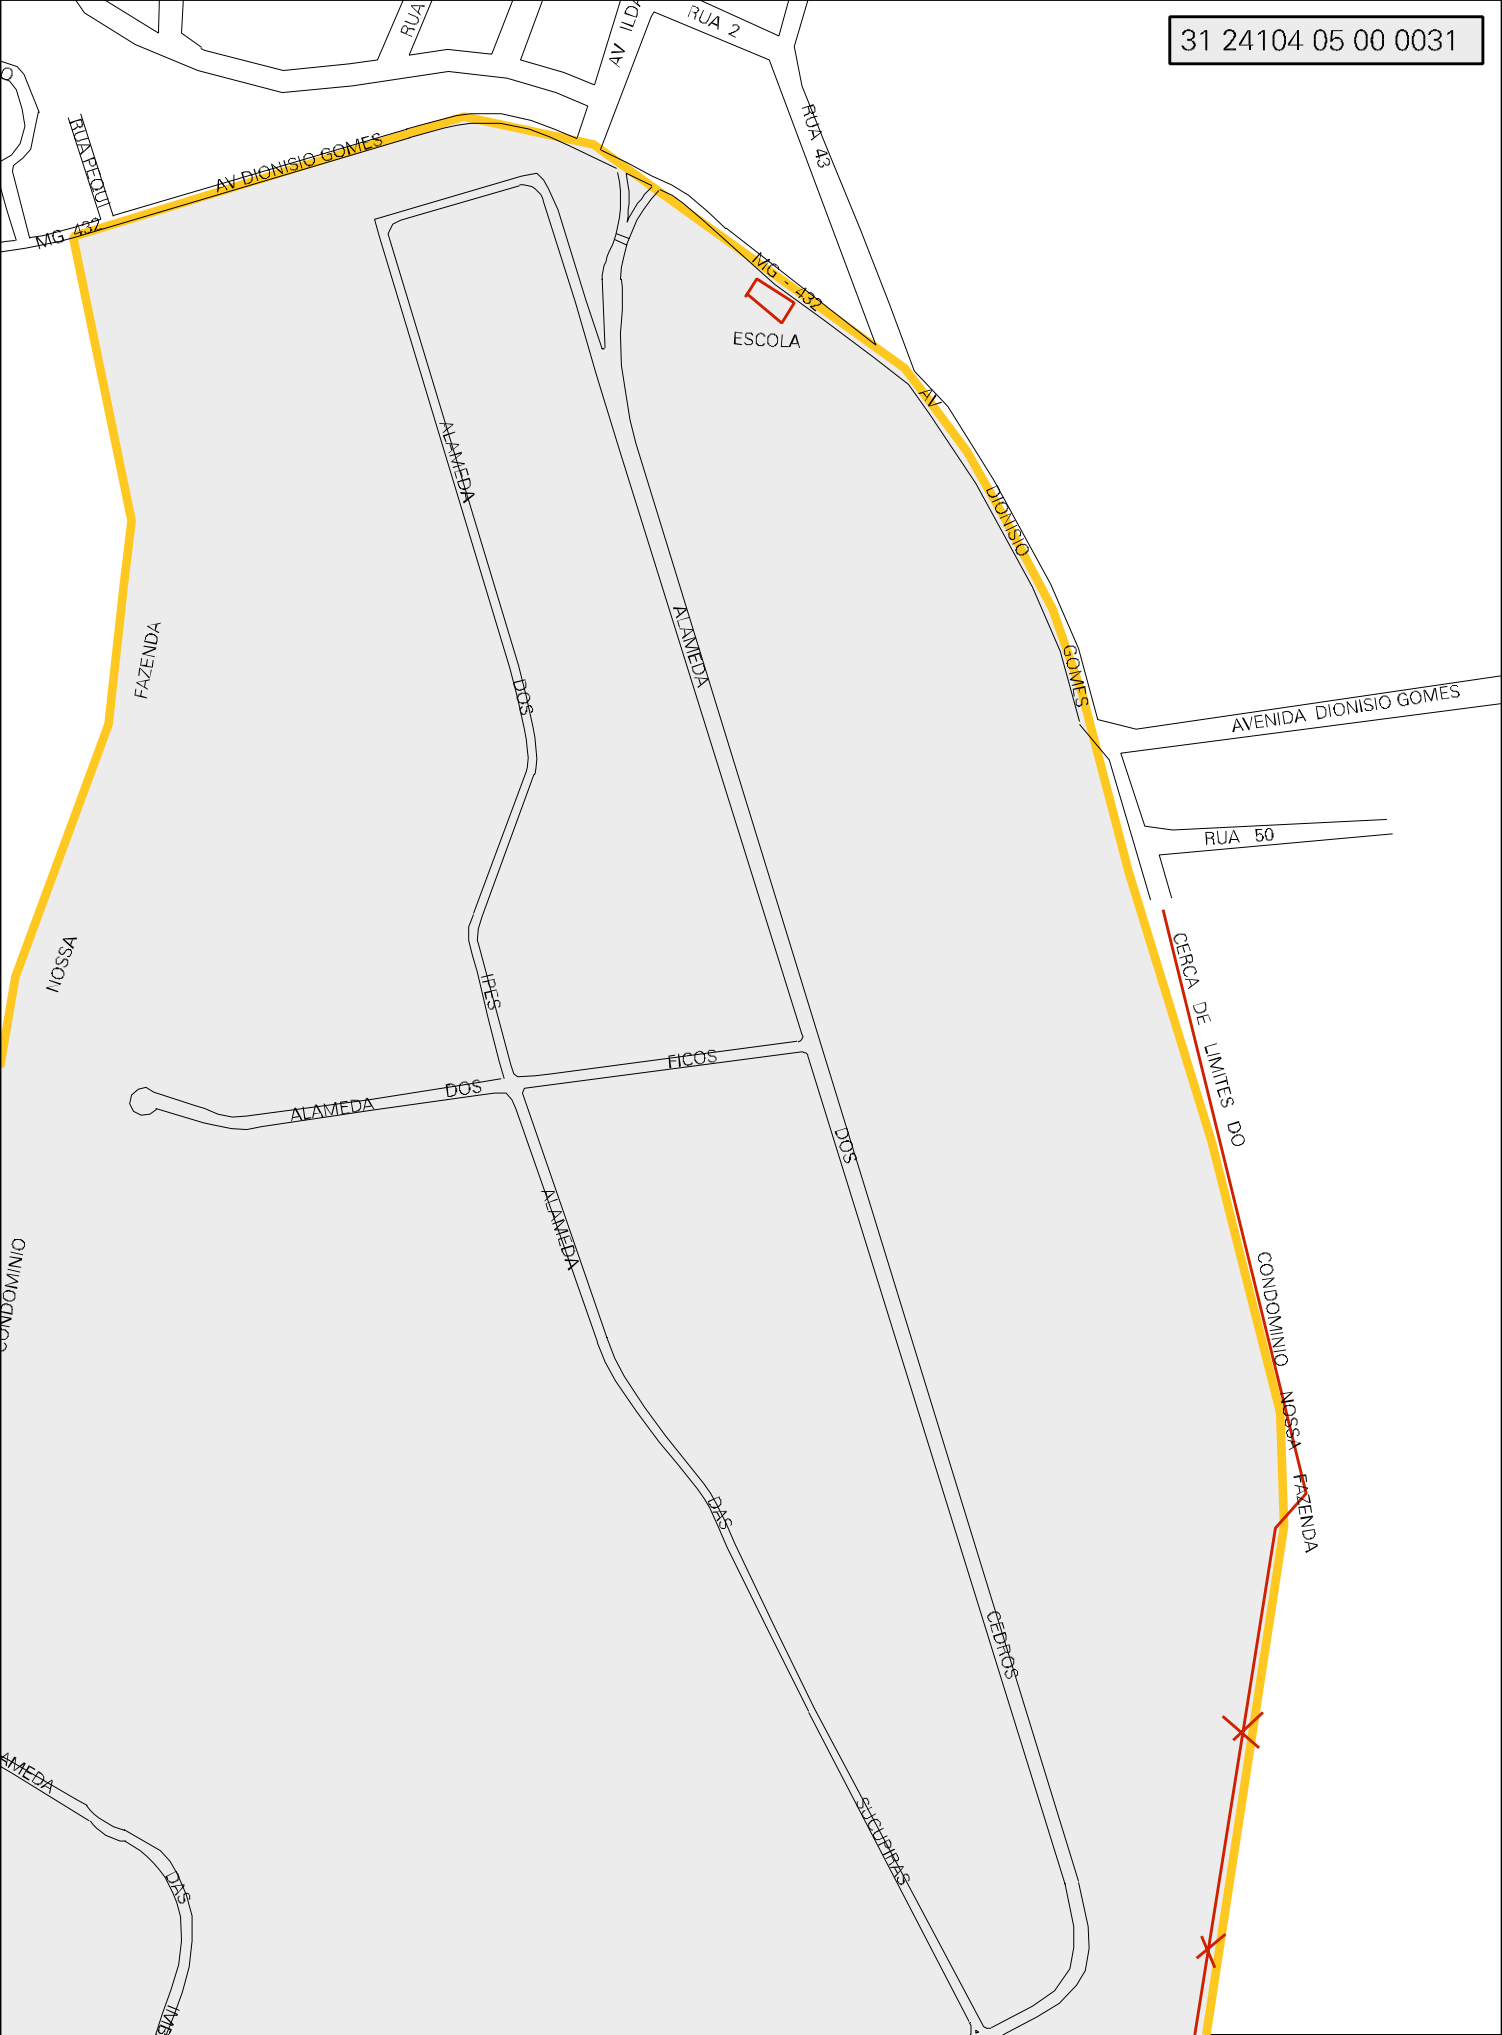 31 24104 05 00 0031
RUA
AV ILDA
RUA 2
RUA 43
RUA PEQUI
AV DIONISIO GOMES
MG 432
MG - 432
ESCOLA
AV DIONISIO GOMES
AVENIDA DIONISIO GOMES
RUA 50
ALAMEDA DOS IPES
ALAMEDA DOS CEDROS
FAZENDA
NOSSA
CONDOMINIO
CERCA DE LIMITES DO CONDOMINIO NOSSA FAZENDA
ALAMEDA DOS FICOS
ALAMEDA DAS SUCUPIRAS
AMEDA
DAS